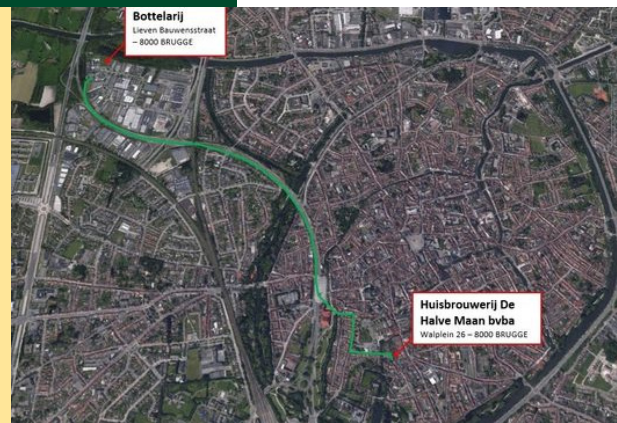 Bottelarij
Lieven Bauwensstraat
– 8000 BRUGGE
Huisbrouwerij De
Halve Maan bvba
Walplein 26 – 8000 BRUGGE